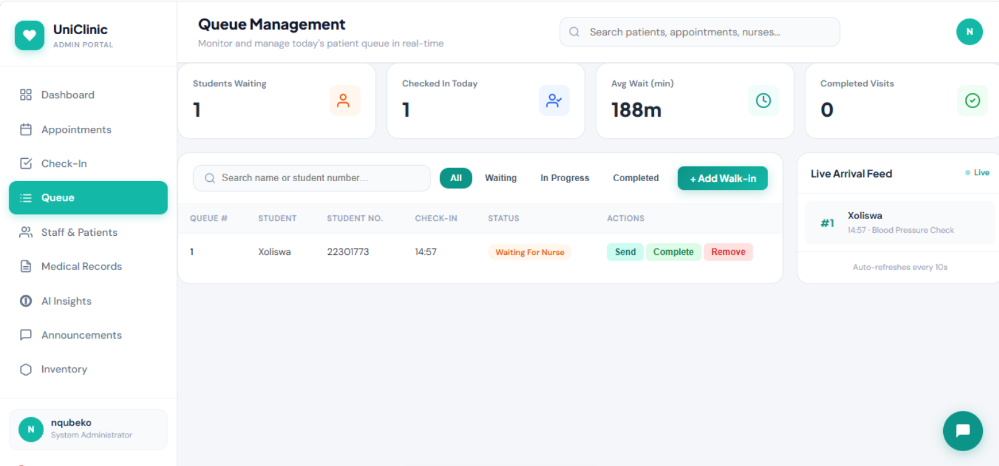 UniClinic
ADMIN PORTAL
Dashboard
Appointments
Check-In
Queue
Staff & Patients
Medical Records
AI Insights
Announcements
Inventory
N
nqubeko
System Administrator
Queue Management
Monitor and manage today's patient queue in real-time
Search patients, appointments, nurses...
N
Students Waiting
1
Checked In Today
1
Avg Wait (min)
188m
Completed Visits
0
Search name or student number...
All
Waiting
In Progress
Completed
+ Add Walk-in
QUEUE # STUDENT STUDENT NO. CHECK-IN STATUS ACTIONS
1 Xoliswa 22301773 14:57 Waiting For Nurse Send Complete Remove
Live Arrival Feed
Live
#1
Xoliswa
14:57 · Blood Pressure Check
Auto-refreshes every 10s